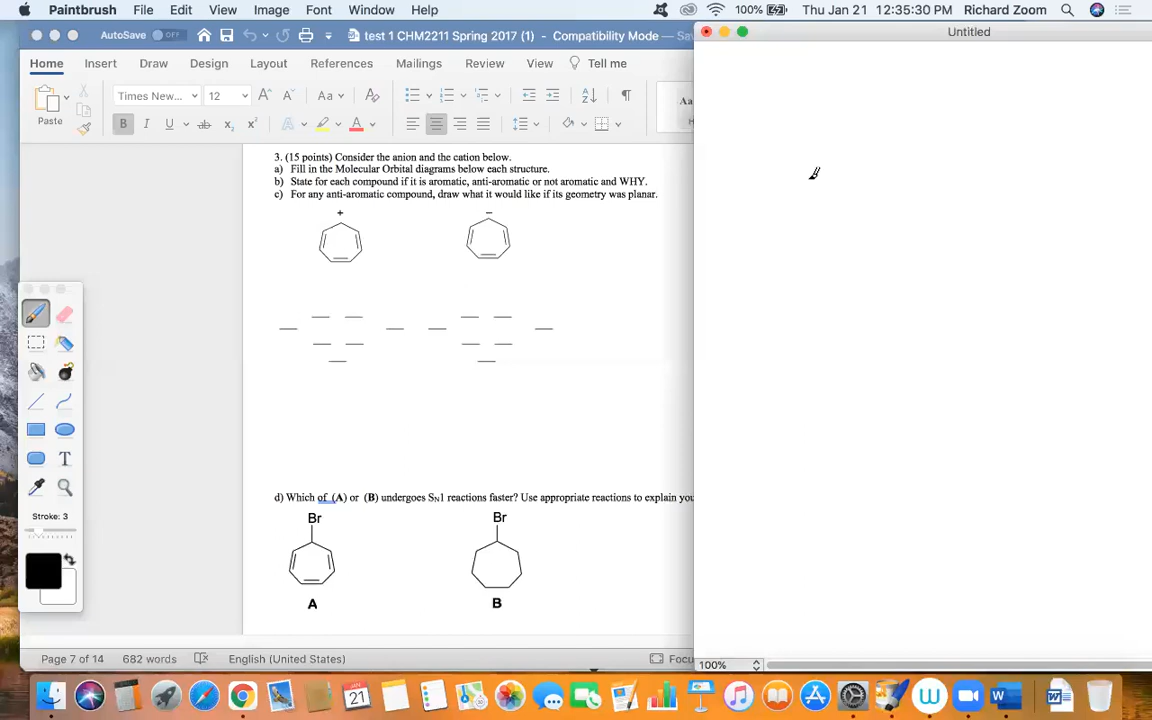 Paintbrush File Edit View Image Font Window Help 100% Thu Jan 21 12:35:30 PM Richard Zoom
AutoSave OFF test 1 CHM2211 Spring 2017 (1) - Compatibility Mode
Untitled
Home Insert Draw Design Layout References Mailings Review View Tell me
Paste Times New... 12 Aa
B I U ab x₂ x² A A
3. (15 points) Consider the anion and the cation below.
a) Fill in the Molecular Orbital diagrams below each structure.
b) State for each compound if it is aromatic, anti-aromatic or not aromatic and WHY.
c) For any anti-aromatic compound, draw what it would like if its geometry was planar.
+ −
d) Which of (A) or (B) undergoes SN1 reactions faster? Use appropriate reactions to explain you
Br Br
A B
T
Stroke: 3
Page 7 of 14 682 words English (United States) Focu
100%
21
W W